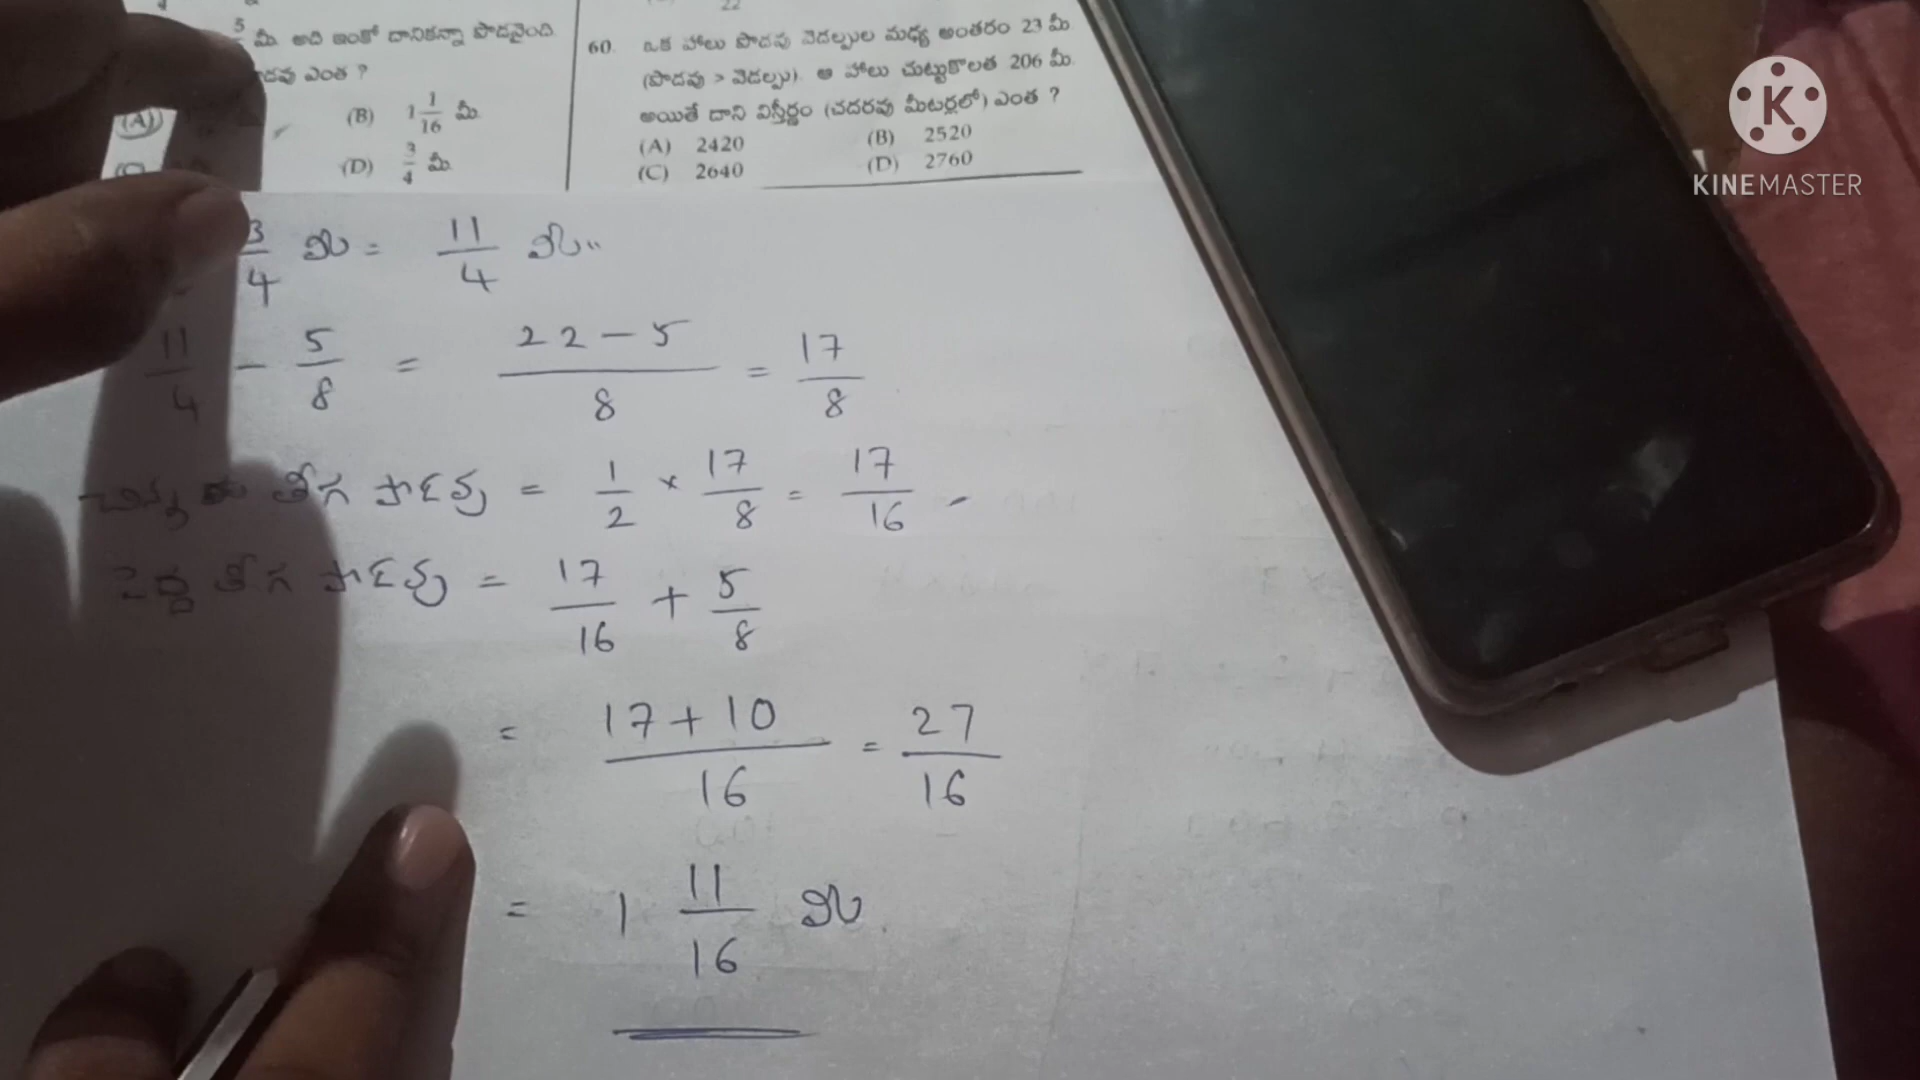 22
5 మీ. అది ఇంకో దానికన్నా పొడవైంది.
ఎంత ?
(A)
(B) 1 1/16 మీ.
(D) 3/4 మీ.
60. ఒక హాలు పొడవు వెడల్పుల మధ్య అంతరం 23 మీ.
(పొడవు > వెడల్పు). ఆ హాలు చుట్టుకొలత 206 మీ.
అయితే దాని విస్తీర్ణం (చదరపు మీటర్లలో) ఎంత ?
(A) 2420 (B) 2520
(C) 2640 (D) 2760
K
KINEMASTER
3/4 మీ = 11/4 మీ"
11/4 - 5/8 = 22 - 5/8 = 17/8
చిన్న తీగ పొడవు = 1/2 × 17/8 = 17/16
పెద్ద తీగ పొడవు = 17/16 + 5/8
= 17 + 10/16 = 27/16
= 1 11/16 మీ.